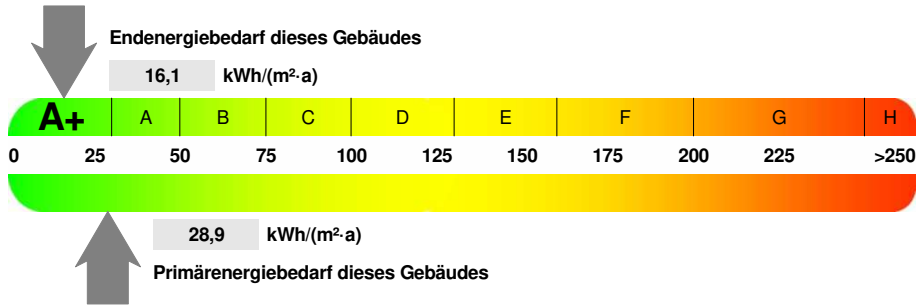 Endenergiebedarf dieses Gebäudes
16,1 kWh/(m²·a)
A+ A B C D E F G H
0 25 50 75 100 125 150 175 200 225 >250
28,9 kWh/(m²·a)
Primärenergiebedarf dieses Gebäudes